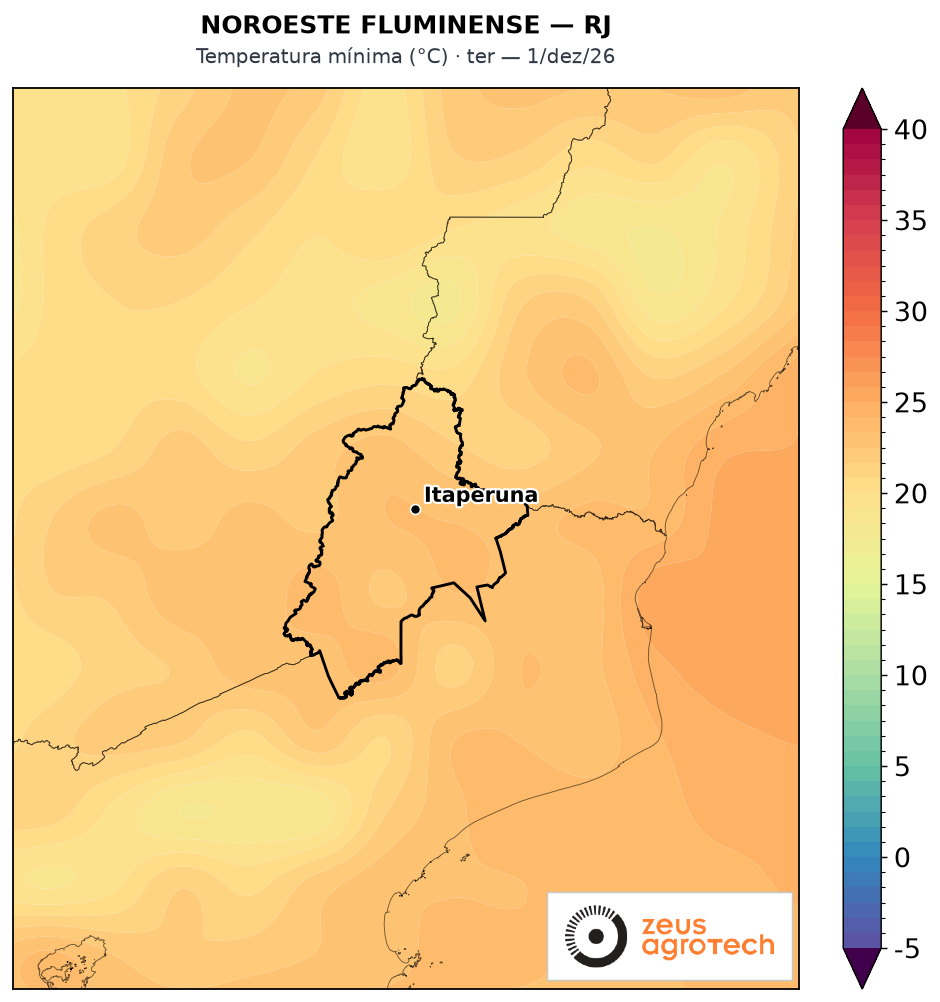 NOROESTE FLUMINENSE — RJ
Temperatura mínima (°C) · ter — 1/dez/26
40
35
30
25
20
15
10
5
0
-5
Itaperuna
zeus
agrotech